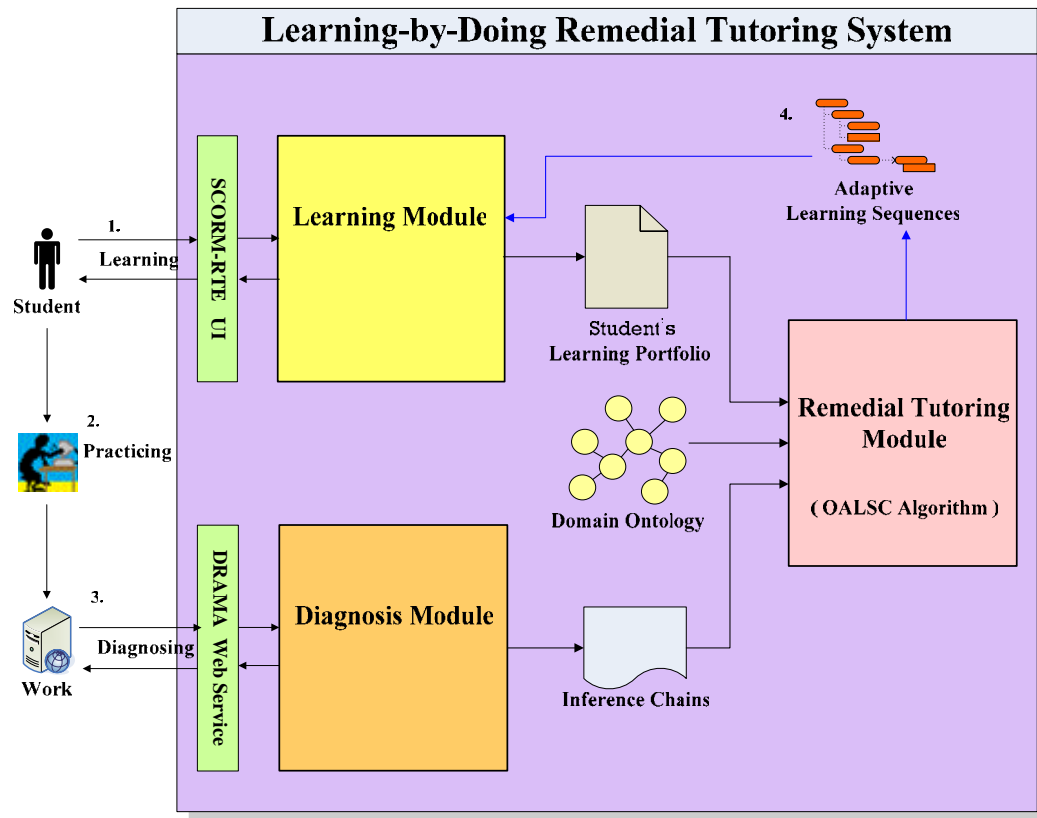 Learning-by-Doing Remedial Tutoring System
4.
Adaptive
Learning Sequences
SCORM-RTE UI
Learning Module
1.
Learning
Student
Student's
Learning Portfolio
Remedial Tutoring
Module
( OALSC Algorithm )
2.
Practicing
Domain Ontology
DRAMA Web Service
Diagnosis Module
3.
Diagnosing
Work
Inference Chains